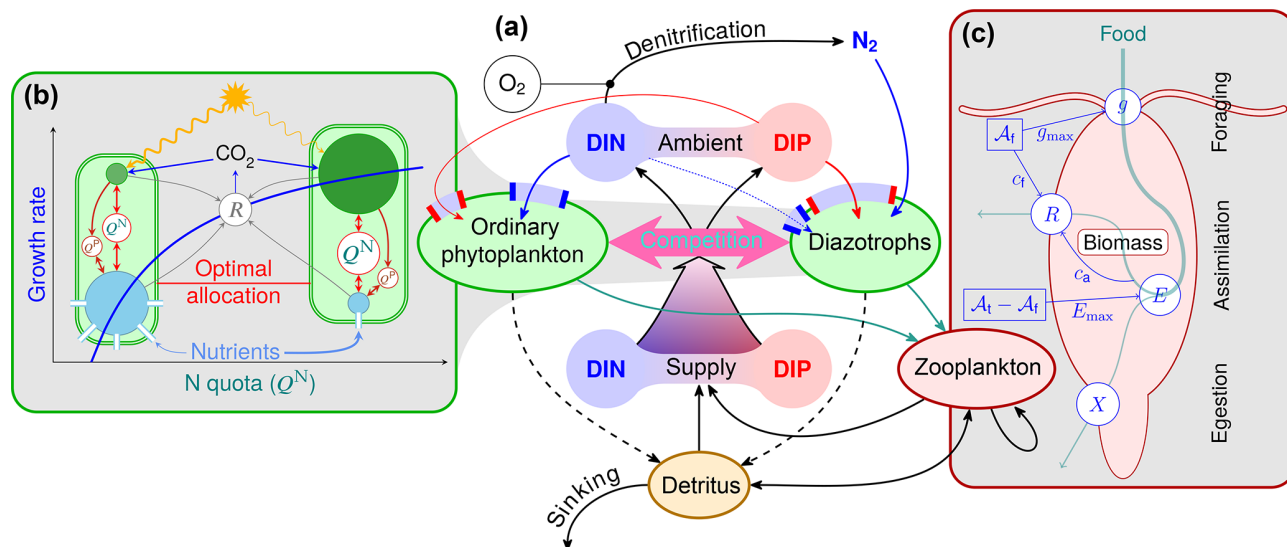 (a)
Denitrification
N₂
O₂
DIN
Ambient
DIP
Ordinary
phytoplankton
Competition
Diazotrophs
DIN
Supply
DIP
Zooplankton
Detritus
Sinking
(b)
Growth rate
CO₂
R
Qᴺ
Qᴾ
Qᴺ
Qᴾ
Optimal
allocation
Nutrients
N quota (Qᴺ)
(c)
Food
g
𝒜f
gmax
cf
R
Biomass
ca
𝒜t − 𝒜f
Emax
E
X
Foraging
Assimilation
Egestion